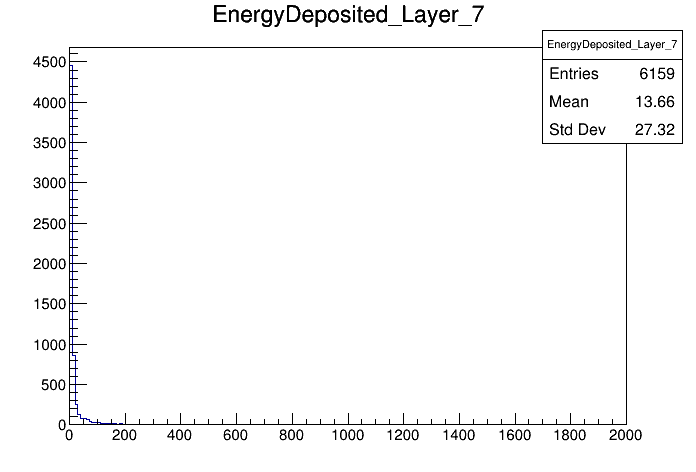 EnergyDeposited_Layer_7
EnergyDeposited_Layer_7
Entries 6159
Mean 13.66
Std Dev 27.32
4500
4000
3500
3000
2500
2000
1500
1000
500
0
0 200 400 600 800 1000 1200 1400 1600 1800 2000